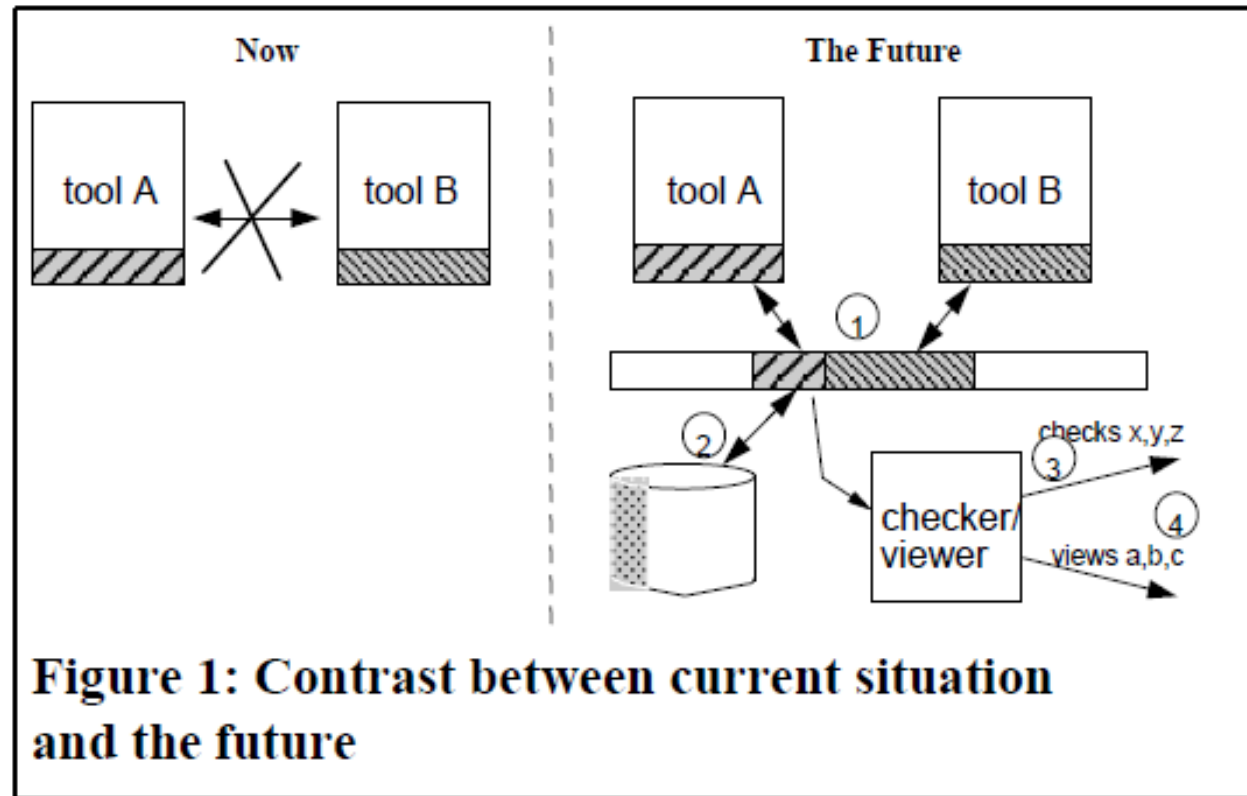 Now
The Future
tool A
tool B
tool A
tool B
1
2
checks x,y,z
3
checker/
viewer
4
views a,b,c
Figure 1: Contrast between current situation
and the future